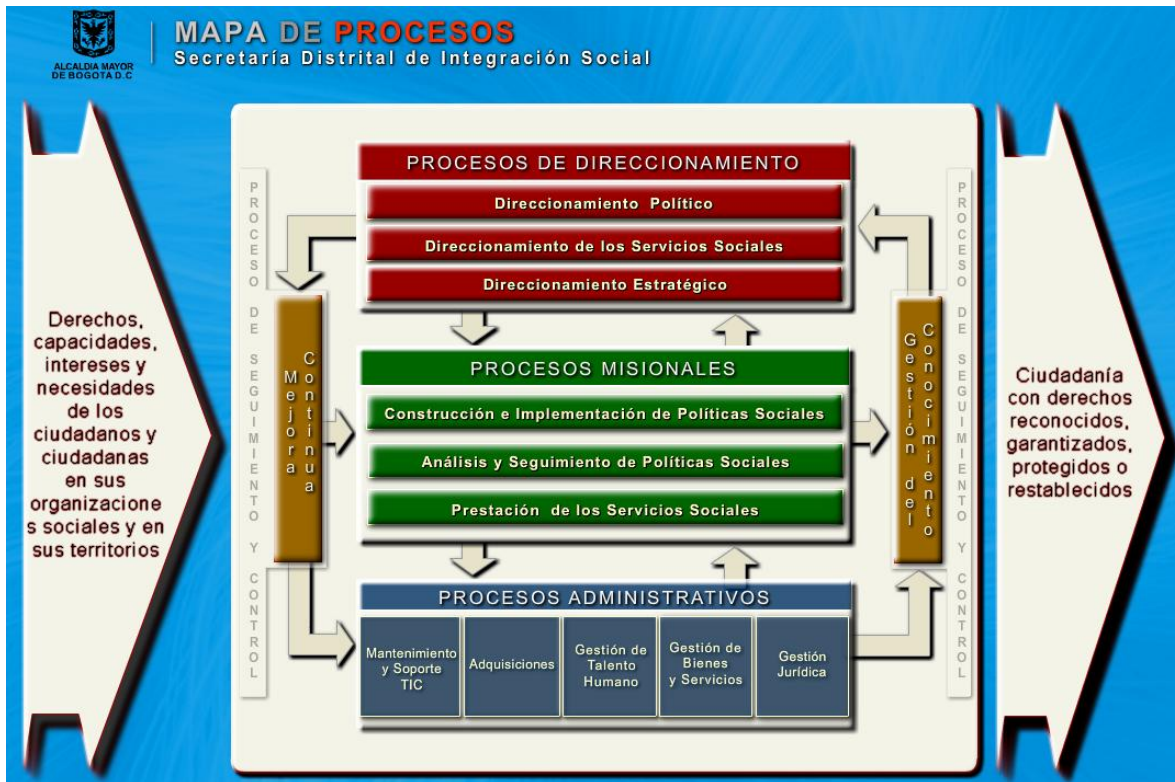 MAPA DE PROCESOS
Secretaría Distrital de Integración Social
ALCALDIA MAYOR
DE BOGOTA D.C
Derechos,
capacidades,
intereses y
necesidades
de los
ciudadanos y
ciudadanas
en sus
organizacione
s sociales y en
sus territorios
PROCESO DE SEGUIMIENTO Y CONTROL
Mejora
Continua
PROCESOS DE DIRECCIONAMIENTO
Direccionamiento Político
Direccionamiento de los Servicios Sociales
Direccionamiento Estratégico
PROCESOS MISIONALES
Construcción e Implementación de Políticas Sociales
Análisis y Seguimiento de Políticas Sociales
Prestación de los Servicios Sociales
PROCESOS ADMINISTRATIVOS
Mantenimiento
y Soporte
TIC
Adquisiciones
Gestión de
Talento
Humano
Gestión de
Bienes
y Servicios
Gestión
Jurídica
Gestión del
Conocimiento
PROCESO DE SEGUIMIENTO Y CONTROL
Ciudadanía
con derechos
reconocidos,
garantizados,
protegidos o
restablecidos